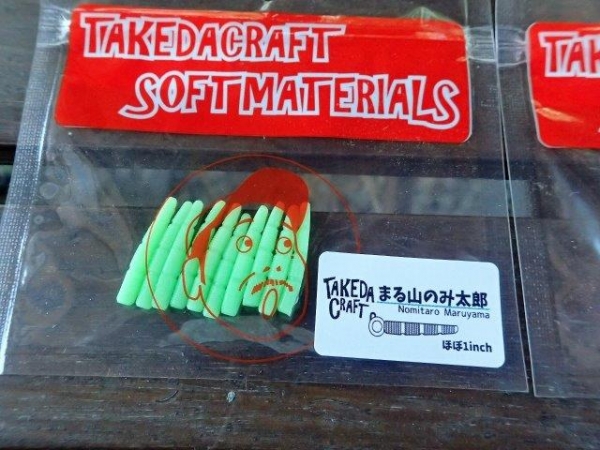 TAKEDACRAFT
SOFTMATERIALS
TAK
TAKEDA
CRAFT
まる山のみ太郎
Nomitaro Maruyama
ほぼ1inch